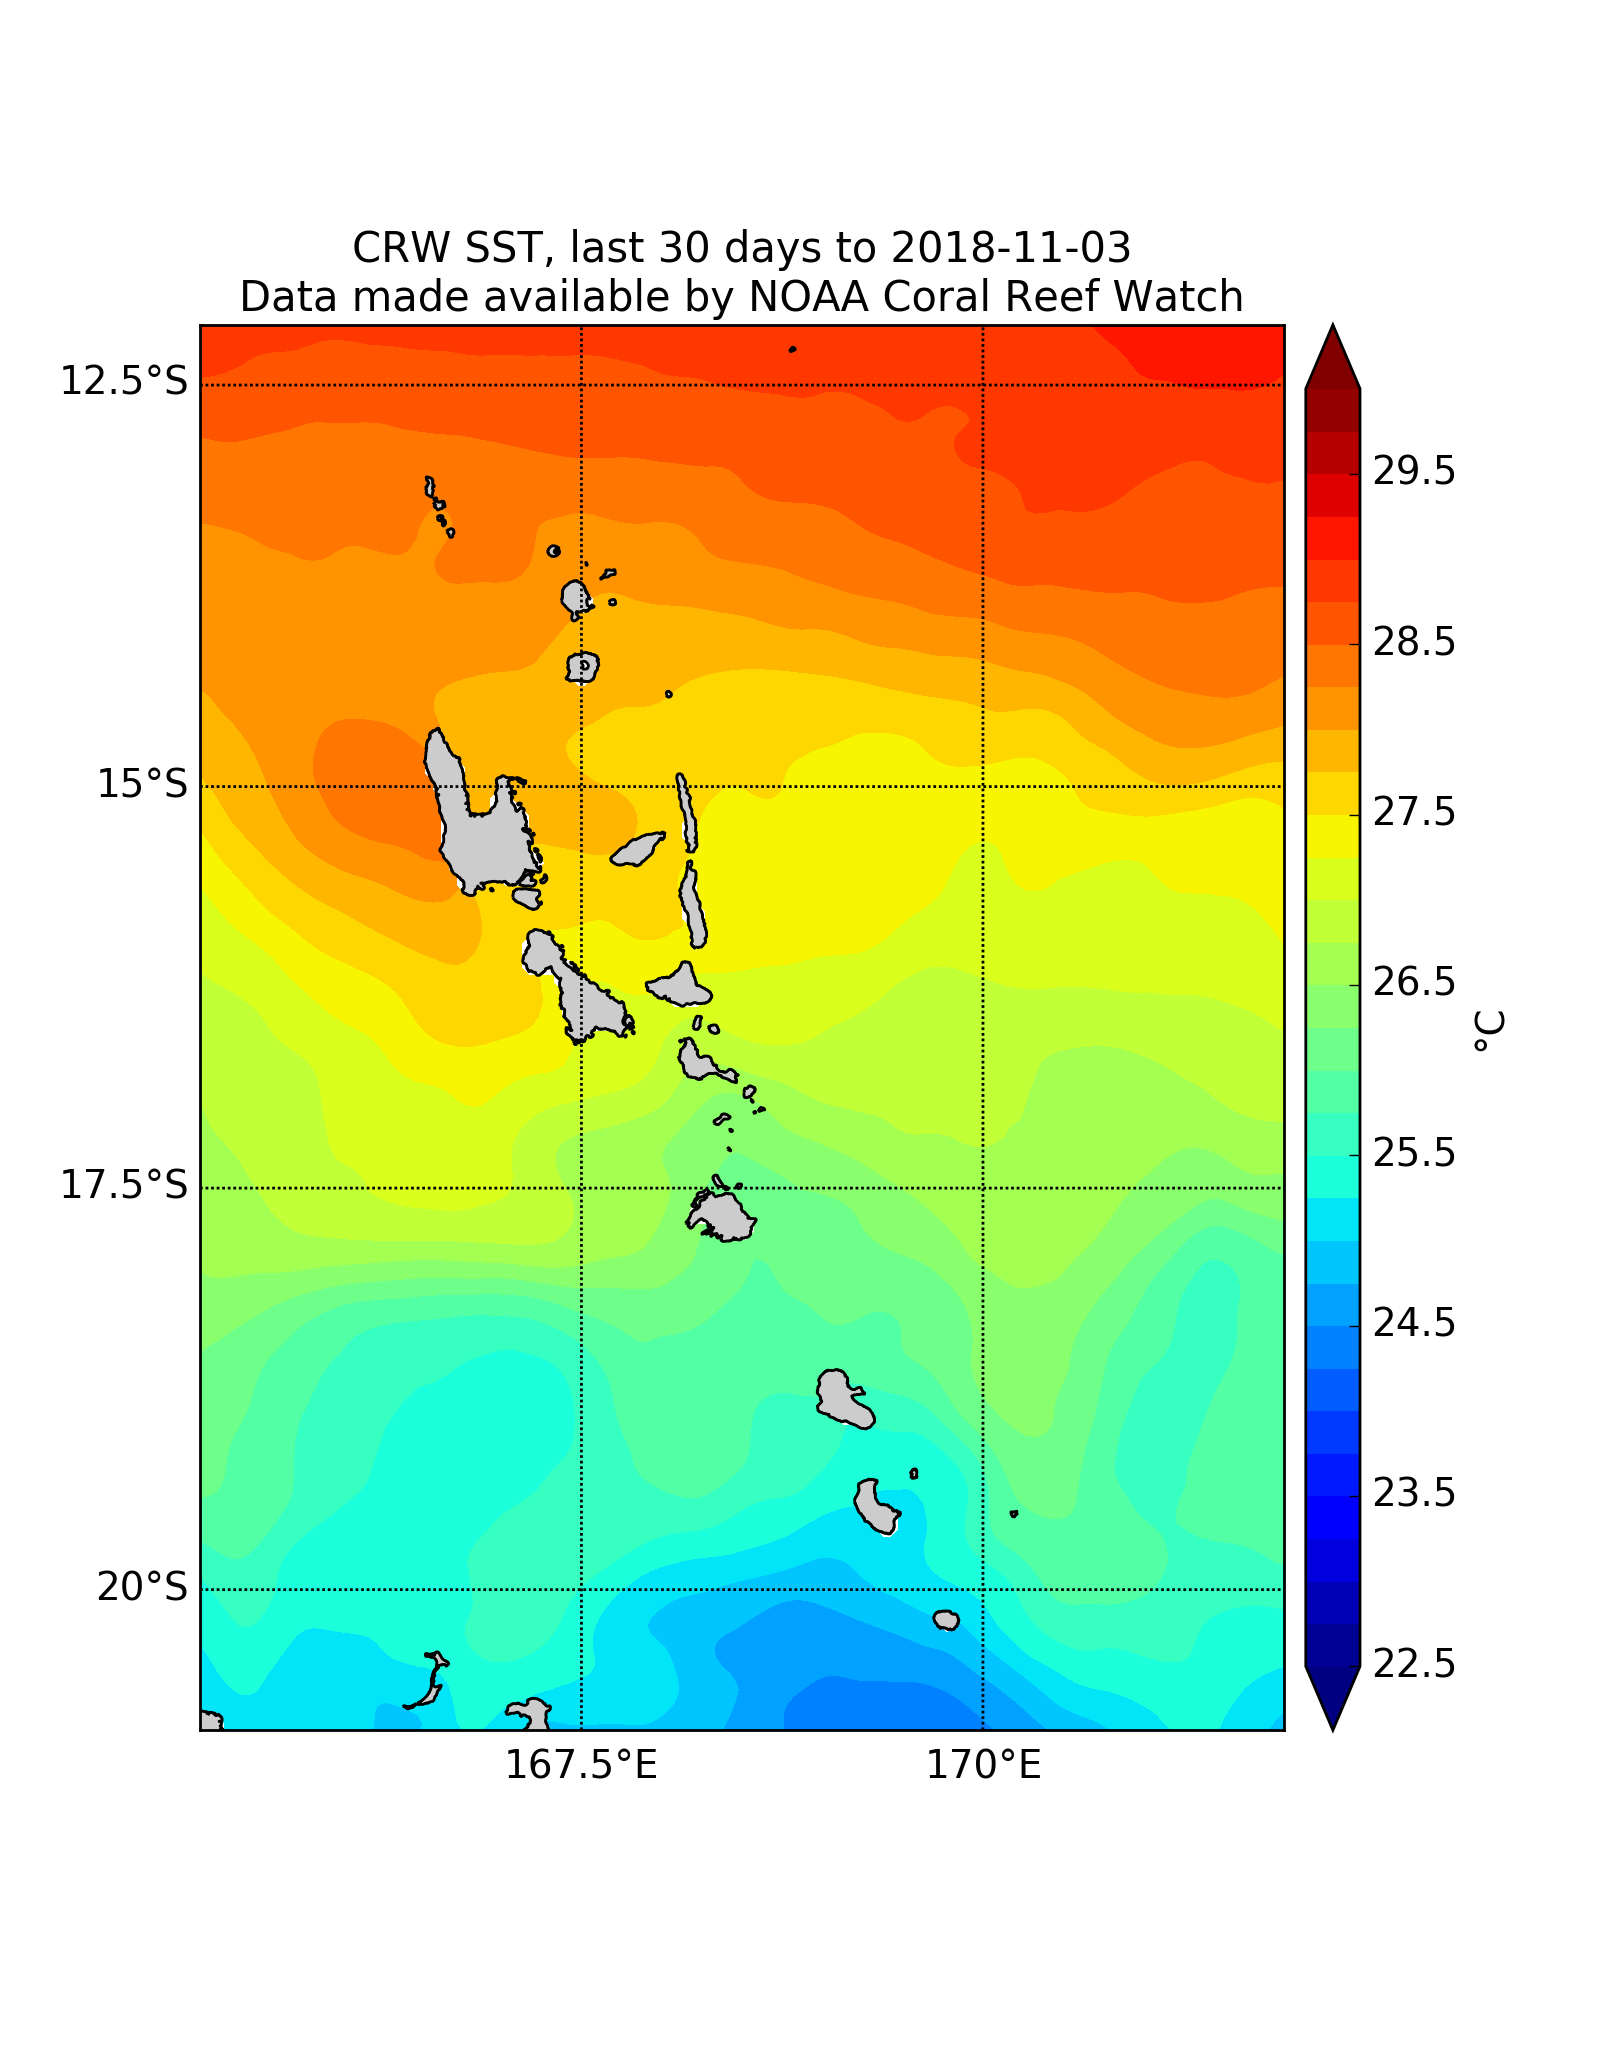 CRW SST, last 30 days to 2018-11-03
Data made available by NOAA Coral Reef Watch
12.5°S
15°S
17.5°S
20°S
167.5°E
170°E
29.5
28.5
27.5
26.5
25.5
24.5
23.5
22.5
°C